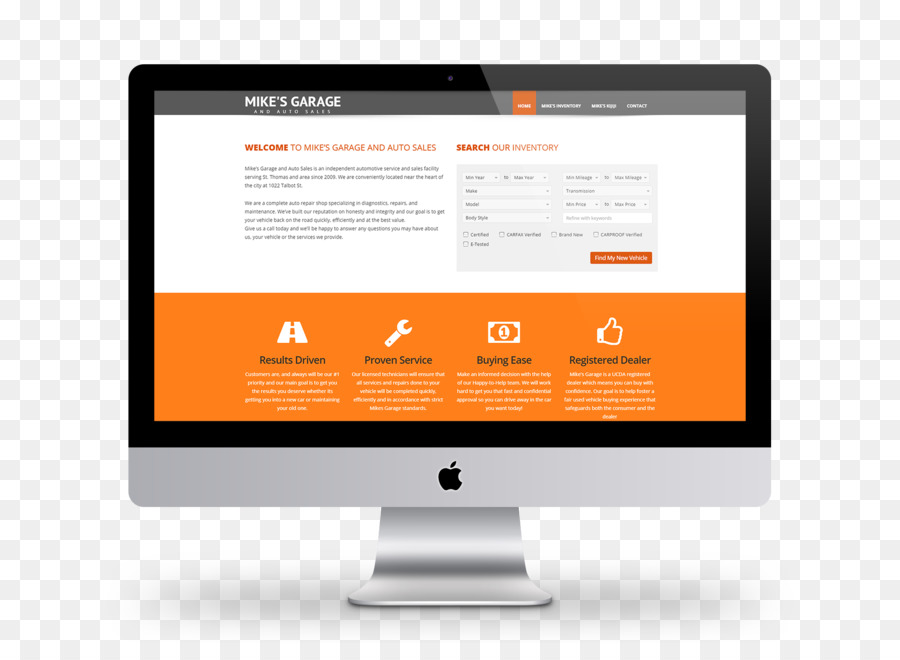 MIKE'S GARAGE
AND AUTO SALES
HOME
MIKE'S INVENTORY
MIKE'S KIJIJI
CONTACT
WELCOME TO MIKE'S GARAGE AND AUTO SALES
Mike's Garage and Auto Sales is an independent automotive service and sales facility
serving St. Thomas and area since 2009. We are conveniently located near the heart of
the city at 1022 Talbot St.
We are a complete auto repair shop specializing in diagnostics, repairs, and
maintenance. We've built our reputation on honesty and integrity and our goal is to get
your vehicle back on the road quickly, efficiently and at the best value.
Give us a call today and we'll be happy to answer any questions you may have about
us, your vehicle or the services we provide.
SEARCH OUR INVENTORY
Min Year to Max Year
Min Mileage to Max Mileage
Make
Transmission
Model
Min Price to Max Price
Body Style
Refine with keywords
Certified
CARFAX Verified
Brand New
CARPROOF Verified
E-Tested
Find My New Vehicle
Results Driven
Customers are, and always will be our #1
priority and our main goal is to get you
the results you deserve whether its
getting you into a new car or maintaining
your old one.
Proven Service
Our licensed technicians will ensure that
all services and repairs done to your
vehicle will be completed quickly,
efficiently and in accordance with strict
Mikes Garage standards.
1
Buying Ease
Make an informed decision with the help
of our Happy-to-Help team. We will work
hard to get you that fast and confidential
approval so you can drive away in the car
you want today!
Registered Dealer
Mike's Garage is a UCDA registered
dealer which means you can buy with
confidence. Our goal is to help foster a
fair used vehicle buying experience that
safeguards both the consumer and the
dealer